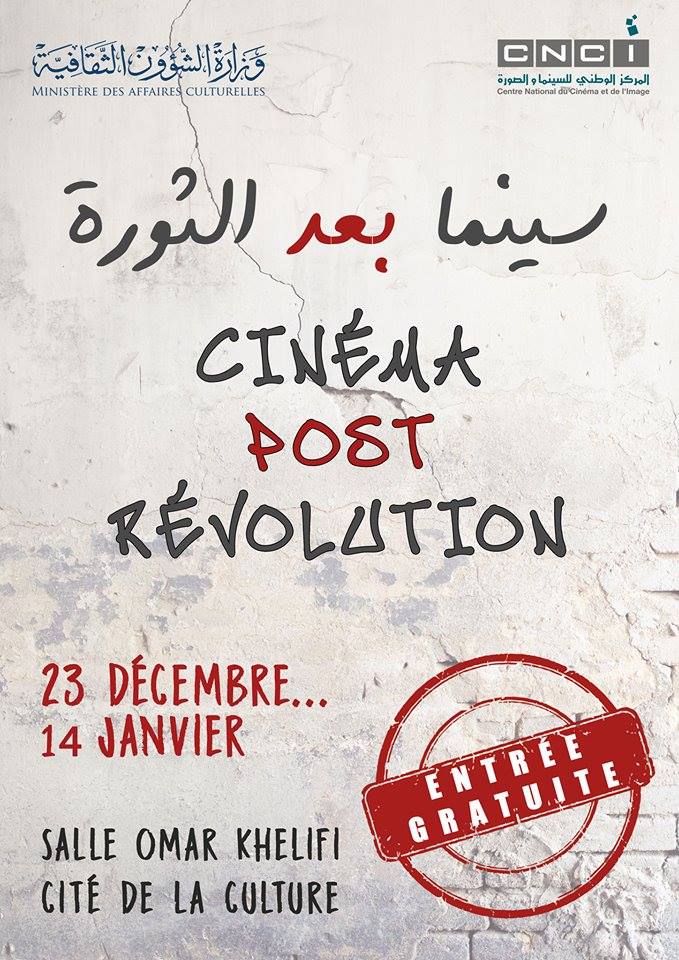 وزارة الشؤون الثقافية
MINISTÈRE DES AFFAIRES CULTURELLES
CNCI
المركز الوطني للسينما و الصورة
Centre National du Cinéma et de l'Image
سينما بعد الثورة
CINÉMA
POST
RÉVOLUTION
23 DÉCEMBRE...
14 JANVIER
ENTRÉE
GRATUITE
SALLE OMAR KHELIFI
CITÉ DE LA CULTURE